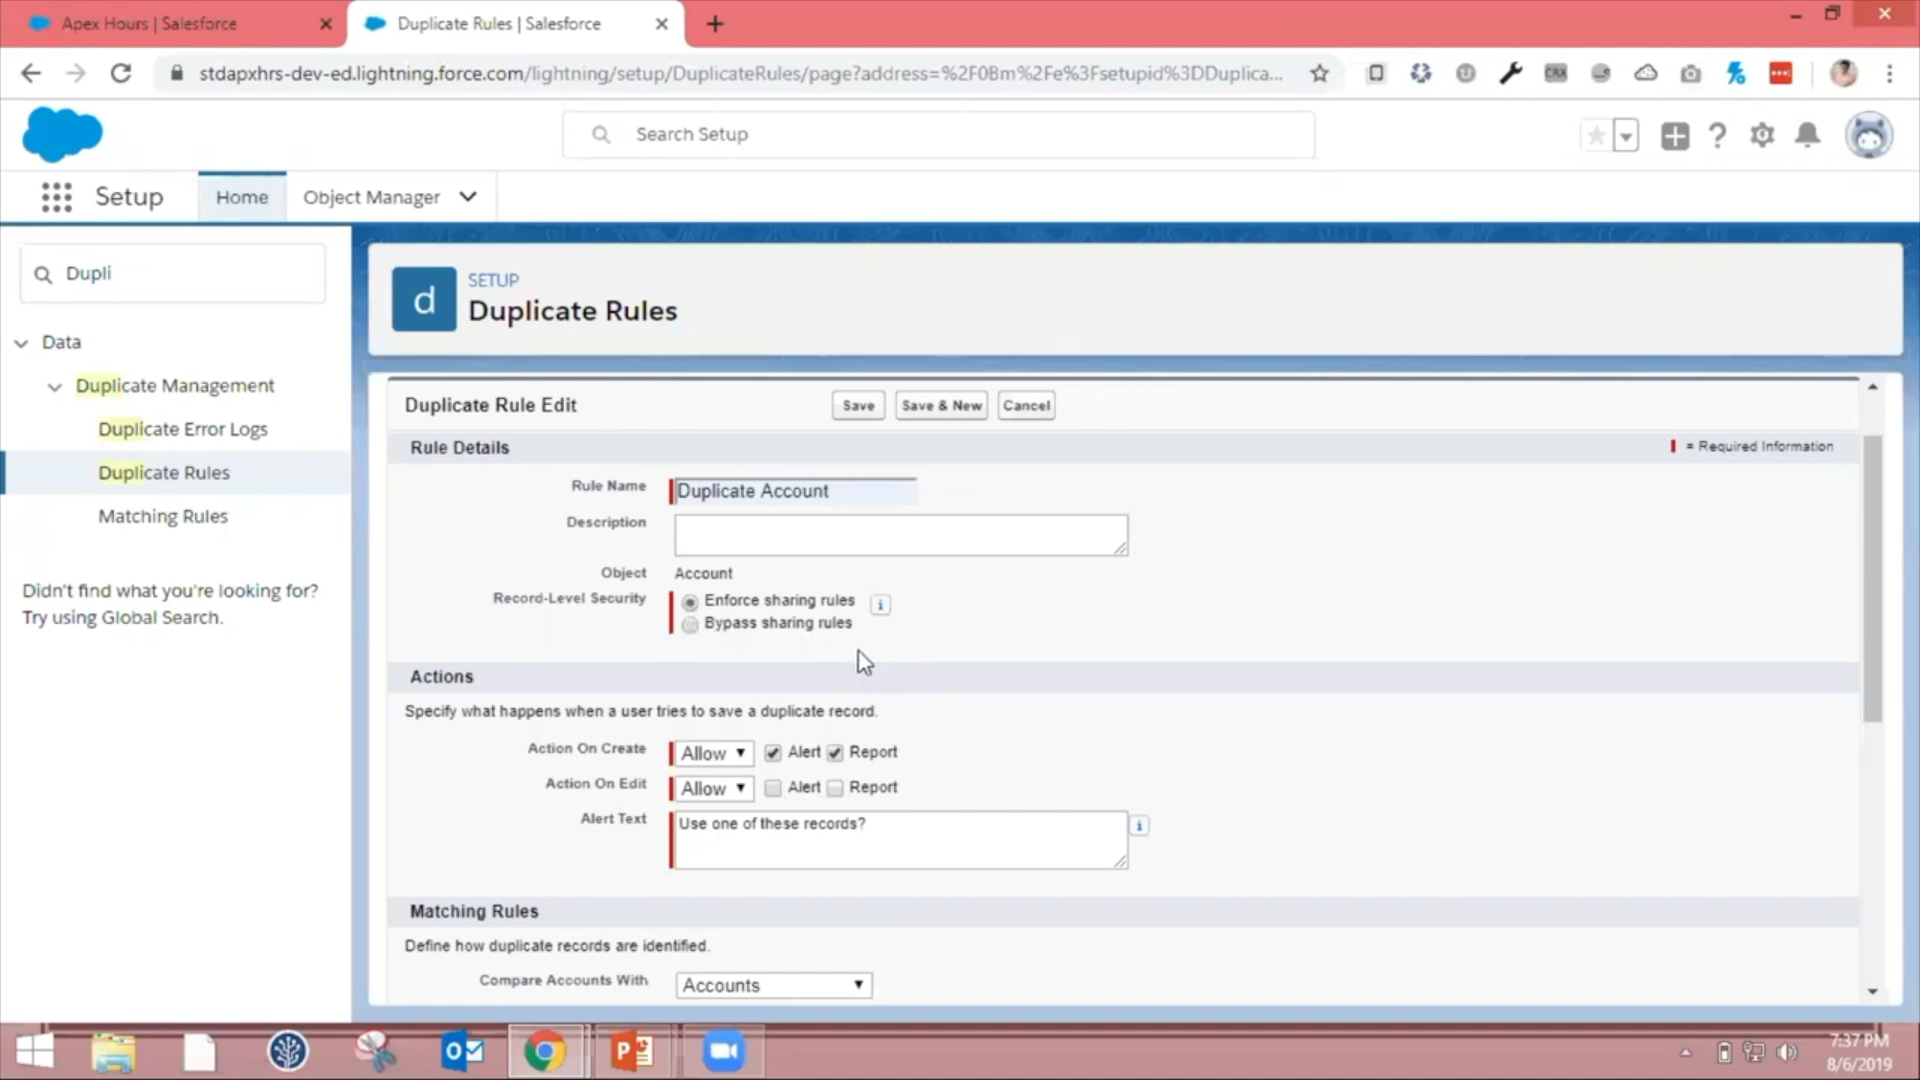 Apex Hours | Salesforce
Duplicate Rules | Salesforce
stdapxhrs-dev-ed.lightning.force.com/lightning/setup/DuplicateRules/page?address=%2F0Bm%2Fe%3Fsetupid%3DDuplica...
CRX
Search Setup
Setup
Home
Object Manager
Dupli
Data
Duplicate Management
Duplicate Error Logs
Duplicate Rules
Matching Rules
Didn't find what you're looking for?
Try using Global Search.
d
SETUP
Duplicate Rules
Duplicate Rule Edit
Save
Save & New
Cancel
Rule Details
= Required Information
Rule Name
Duplicate Account
Description
Object
Account
Record-Level Security
Enforce sharing rules
Bypass sharing rules
Actions
Specify what happens when a user tries to save a duplicate record.
Action On Create
Allow
Alert
Report
Action On Edit
Allow
Alert
Report
Alert Text
Use one of these records?
Matching Rules
Define how duplicate records are identified.
Compare Accounts With
Accounts
7:37 PM
8/6/2019